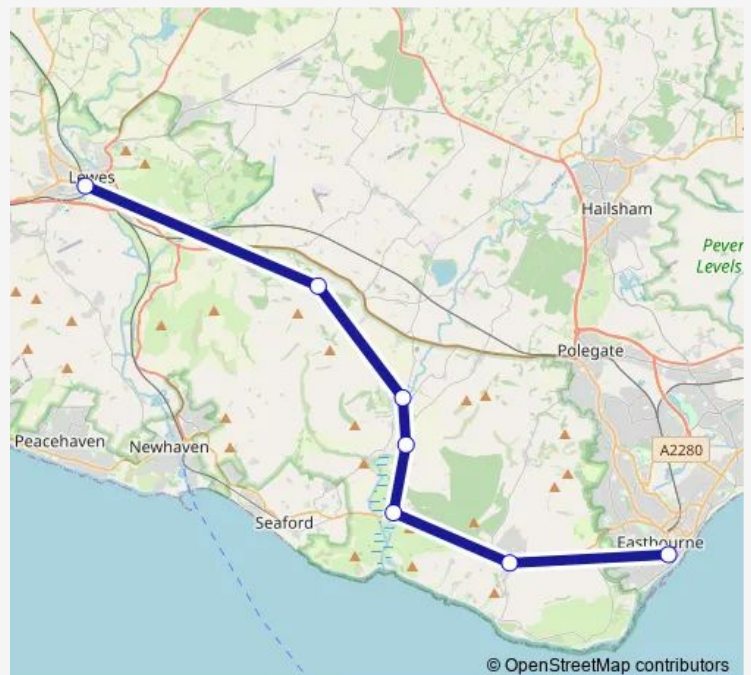 Lewes
Hailsham
Pever
Levels
Polegate
Peacehaven
Newhaven
A2280
Seaford
Eastbourne
© OpenStreetMap contributors